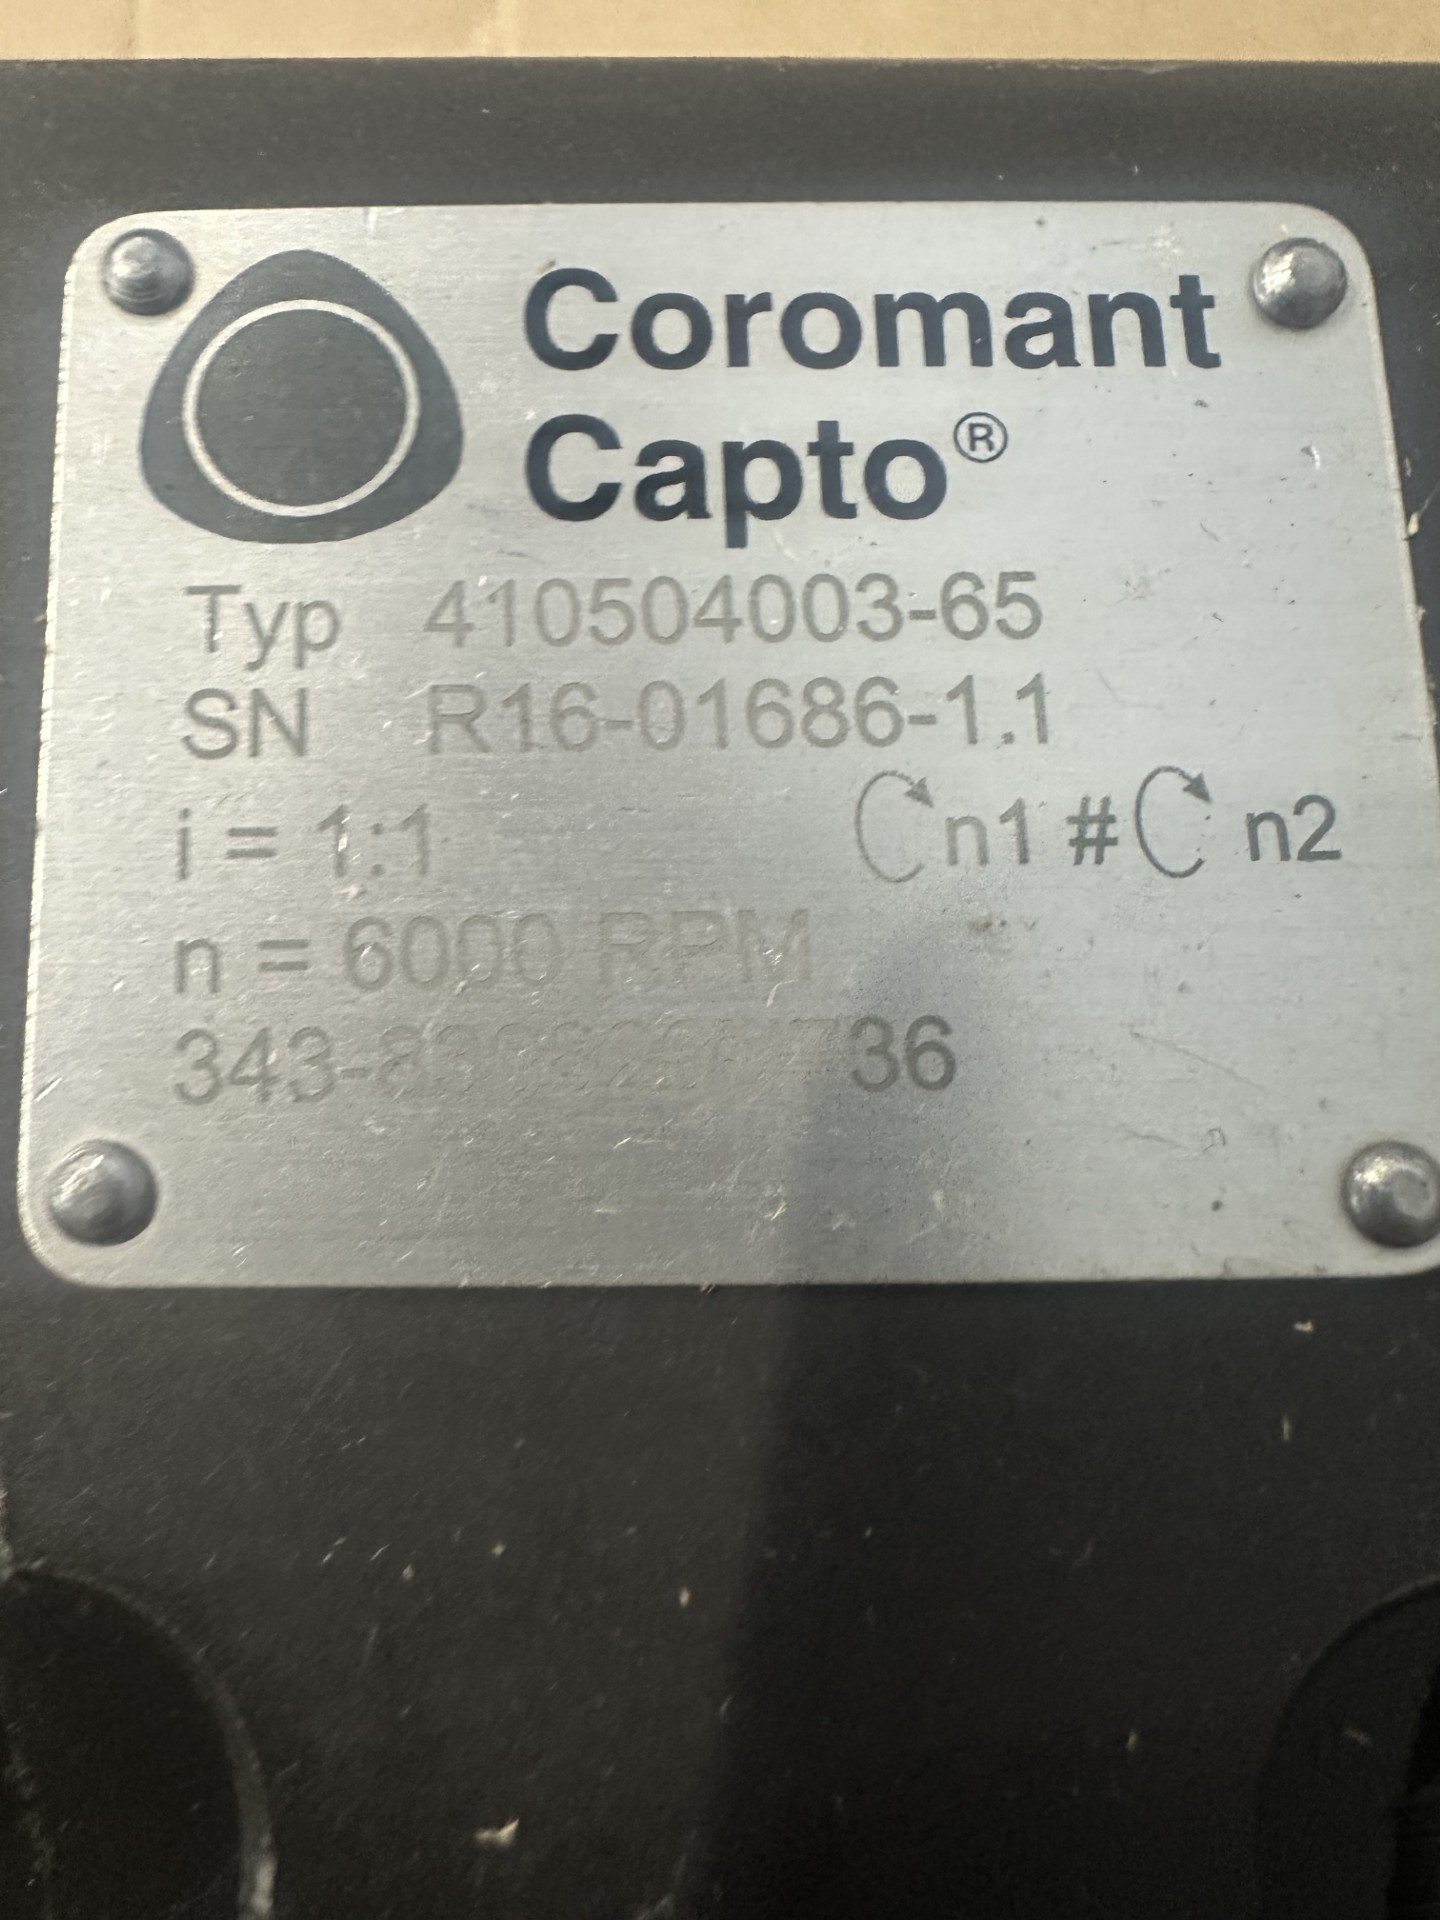 Coromant
Capto®
Typ 410504003-65
SN R16-01686-1.1
i = 1:1 n1 # n2
n = 6000 RPM